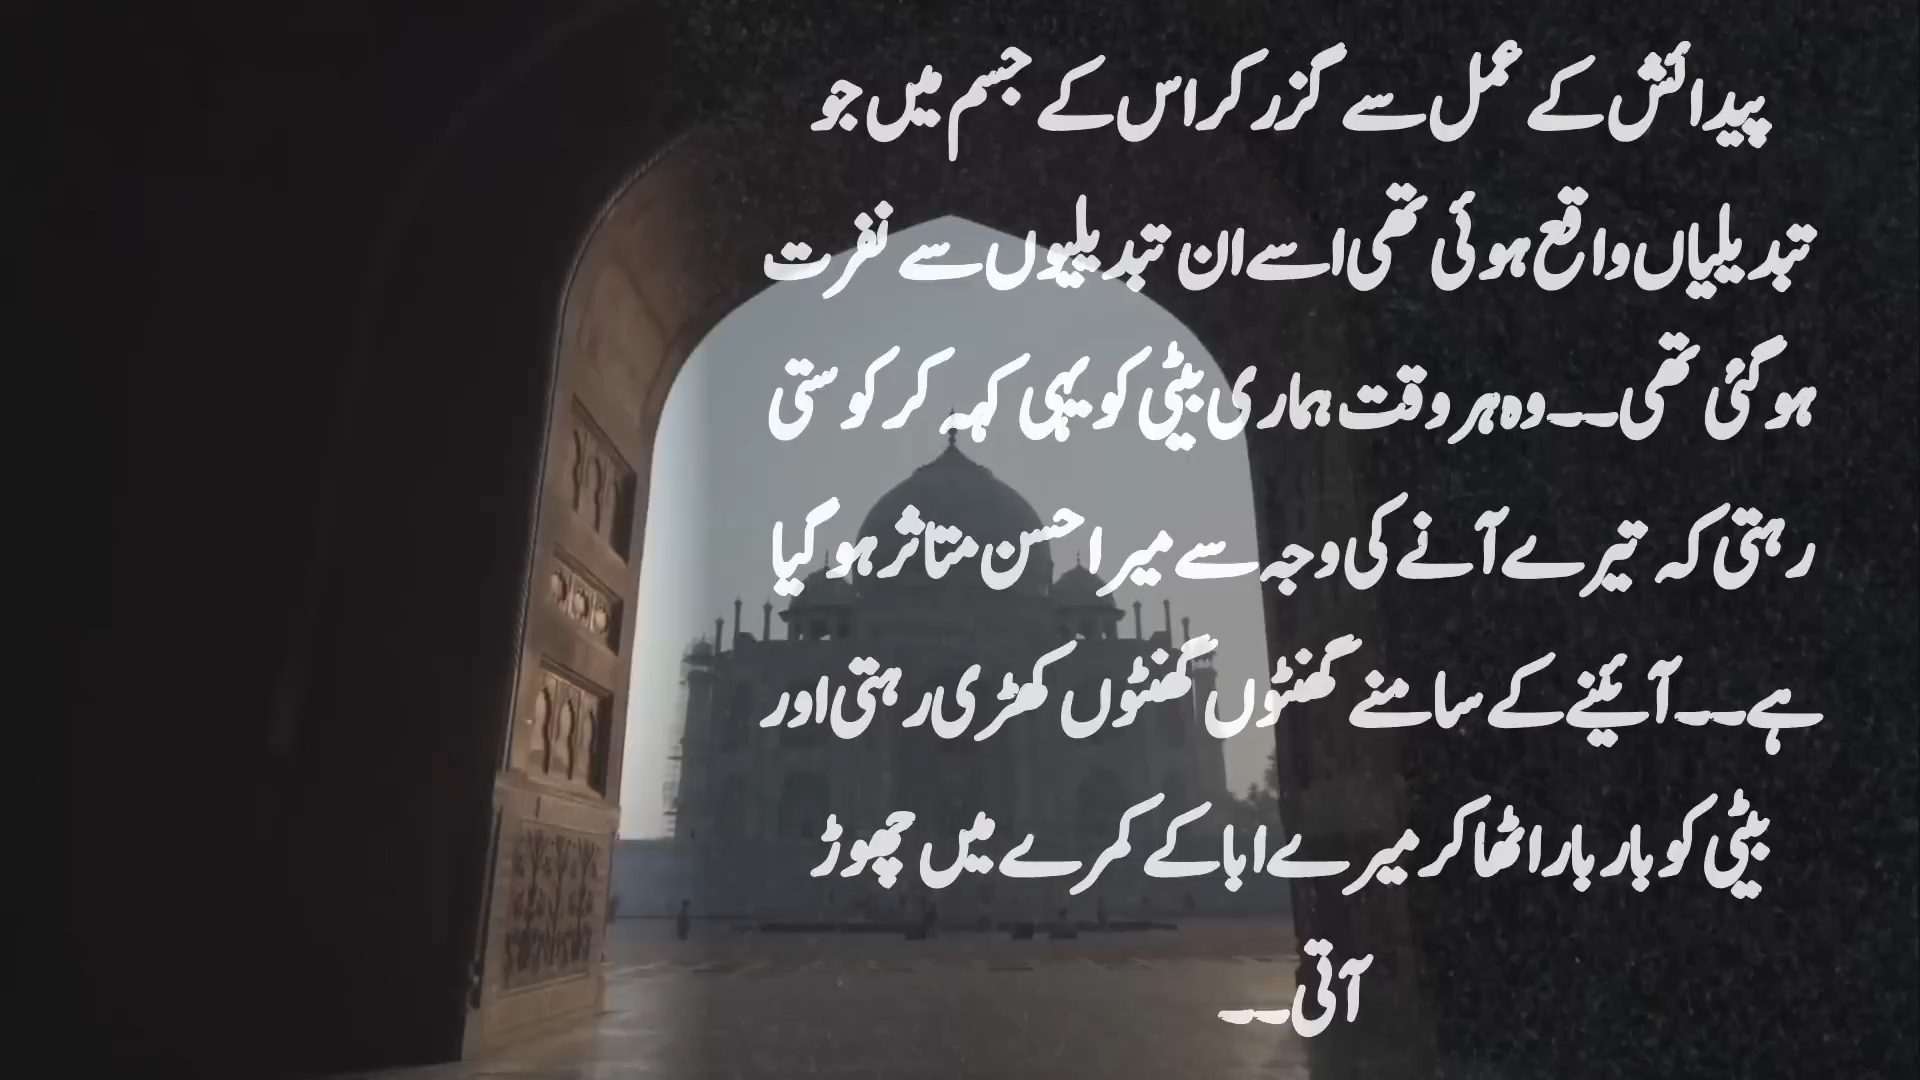 پیدائش کے عمل سے گزر کر اس کے جسم میں جو
تبدیلیاں واقع ہوئی تھی اسے ان تبدیلیوں سے نفرت
ہو گئی تھی۔۔۔وہ ہر وقت ہماری بیٹی کو یہی کہہ کر کوستی
رہتی کہ تیرے آنے کی وجہ سے میرا حسن متاثر ہو گیا
ہے۔۔۔آئینے کے سامنے گھنٹوں گھنٹوں کھڑی رہتی اور
بیٹی کو بار بار اٹھا کر میرے ابا کے کمرے میں چھوڑ
آتی۔۔۔